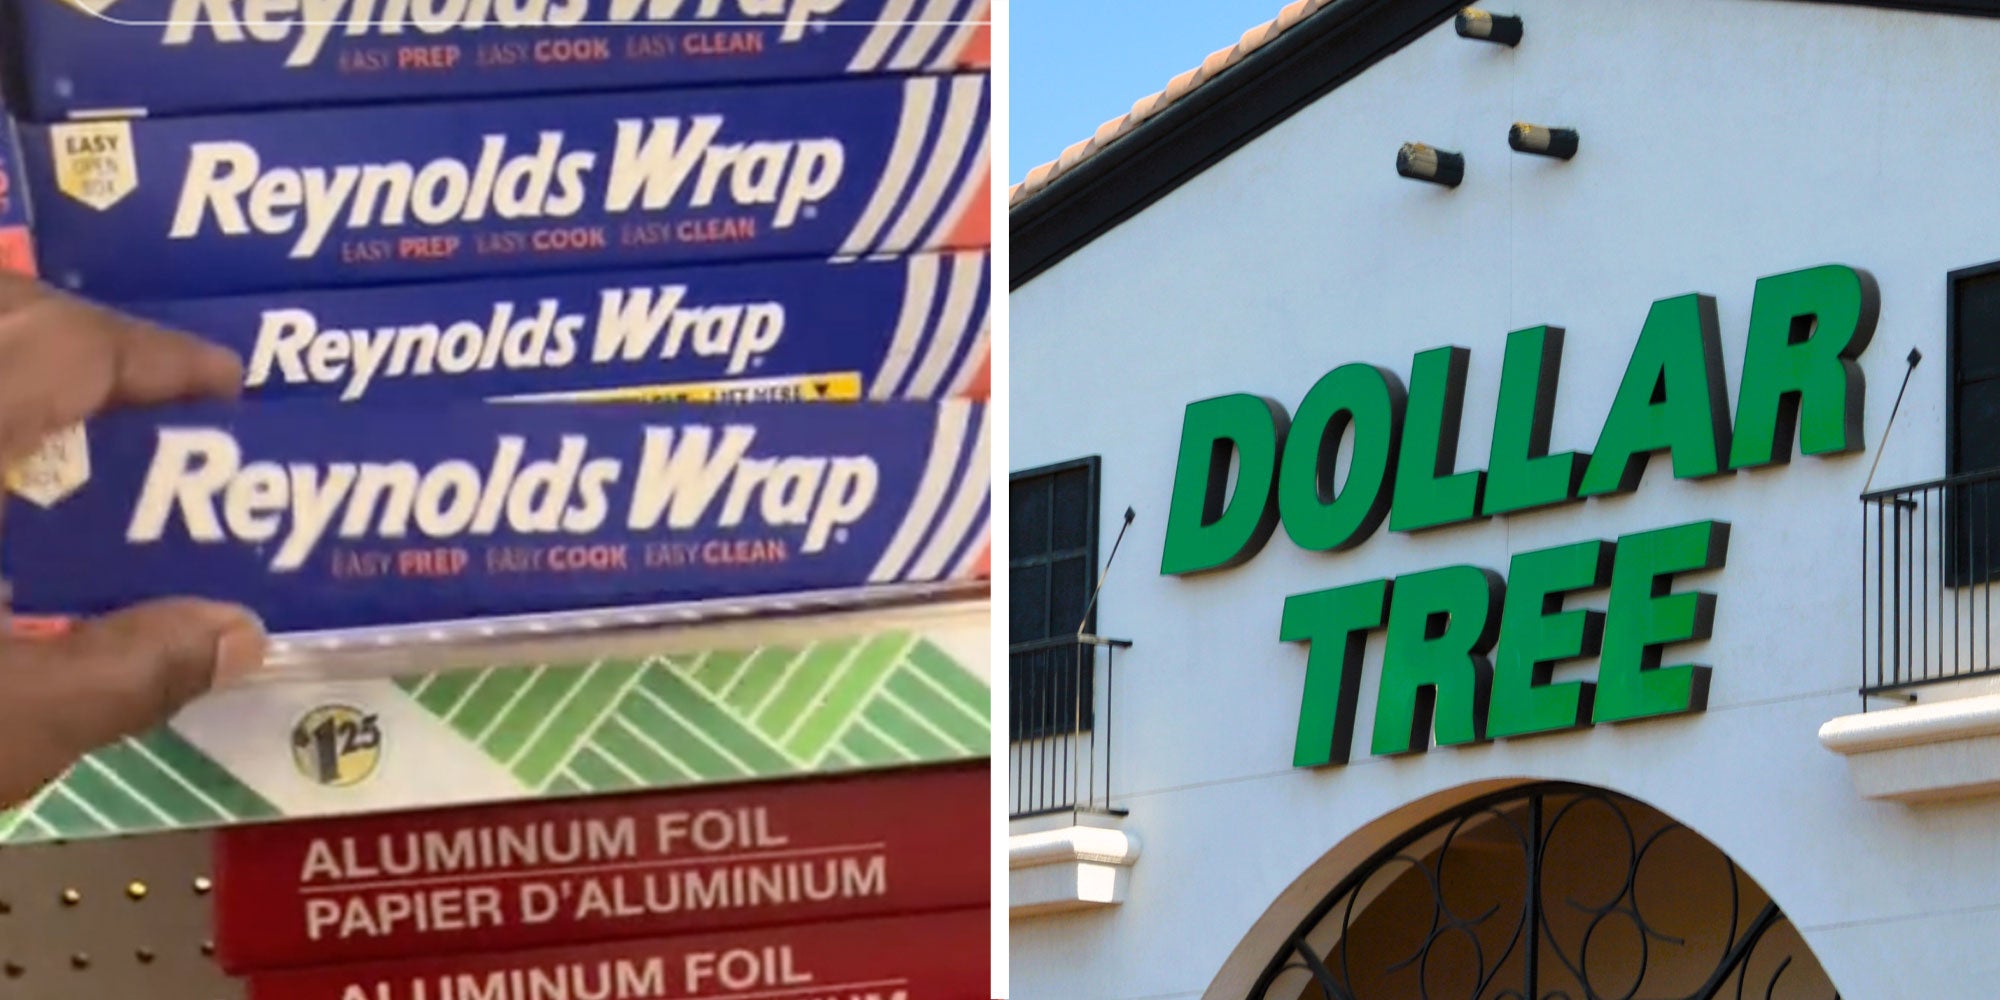 Reynolds Wrap
EASY PREP EASY COOK EASY CLEAN
EASY
OPEN
BOX
Reynolds Wrap
EASY PREP EASY COOK EASY CLEAN
Reynolds Wrap
LIFT HERE
Reynolds Wrap
EASY PREP EASY COOK EASY CLEAN
$1.25
ALUMINUM FOIL
PAPIER D'ALUMINIUM
ALUMINUM FOIL
DOLLAR
TREE